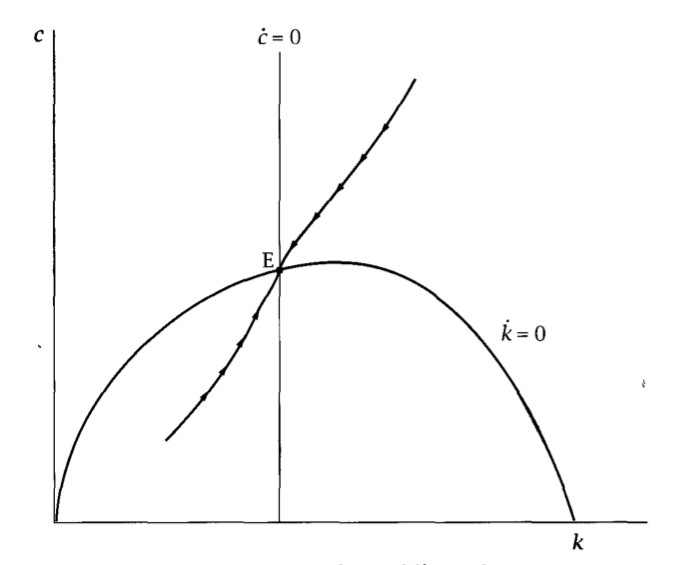 c
ċ = 0
E
k̇ = 0
k